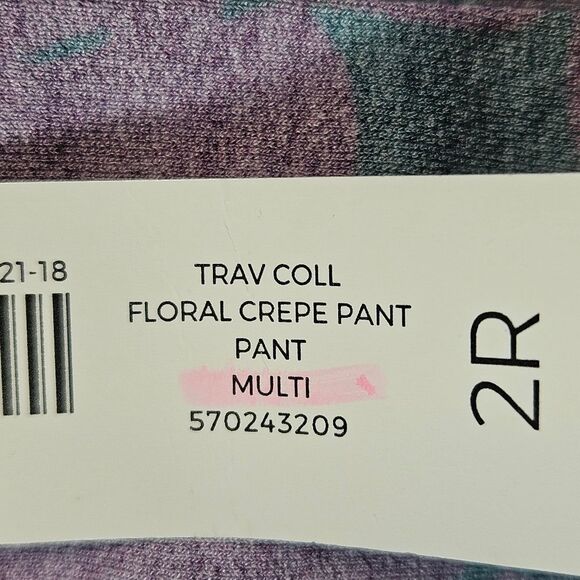 21-18
TRAV COLL
FLORAL CREPE PANT
PANT
MULTI
570243209
2R